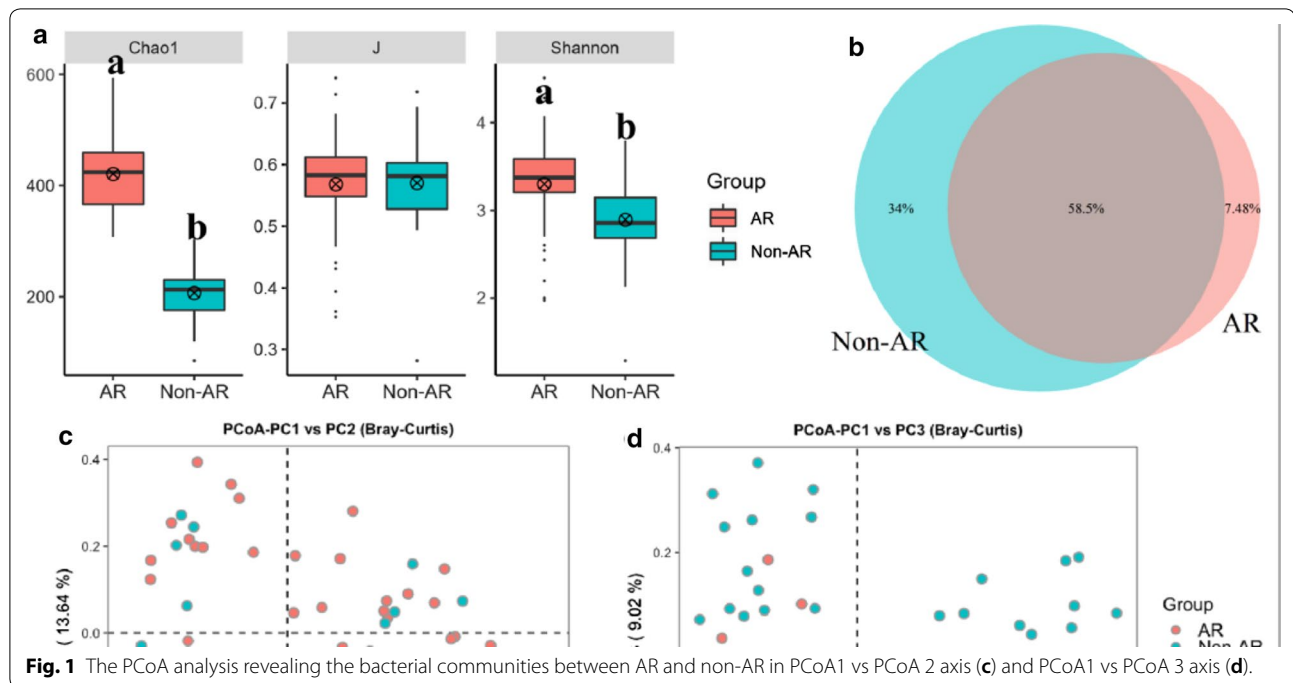 a
Chao1
J
Shannon
600
400
200
a
b
AR
Non-AR
0.7
0.6
0.5
0.4
0.3
AR
Non-AR
4
3
2
a
b
AR
Non-AR
Group
AR
Non-AR
b
34%
58.5%
7.48%
Non-AR
AR
c
PCoA-PC1 vs PC2 (Bray-Curtis)
0.4
0.2
0.0
( 13.64 %)
d
PCoA-PC1 vs PC3 (Bray-Curtis)
0.4
0.2
( 9.02 %)
Group
AR
Non-AR
Fig. 1 The PCoA analysis revealing the bacterial communities between AR and non-AR in PCoA1 vs PCoA 2 axis (c) and PCoA1 vs PCoA 3 axis (d).